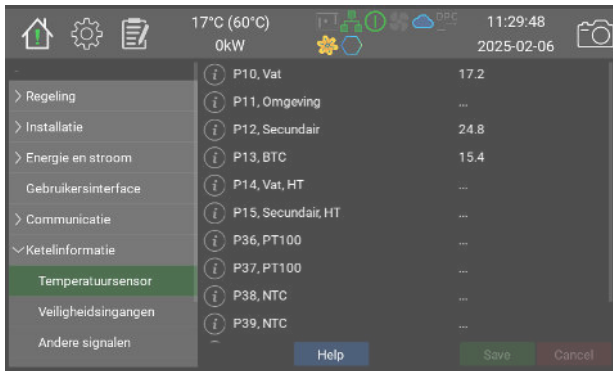 17°C (60°C)
0kW
DPC
11:29:48
2025-02-06
-
> Regeling
> Installatie
> Energie en stroom
Gebruikersinterface
> Communicatie
Ketelinformatie
Temperatuursensor
Veiligheidsingangen
Andere signalen
P10, Vat 17.2
P11, Omgeving ...
P12, Secundair 24.8
P13, BTC 15.4
P14, Vat, HT ...
P15, Secundair, HT ...
P36, PT100 ...
P37, PT100 ...
P38, NTC ...
P39, NTC ...
Help
Save
Cancel